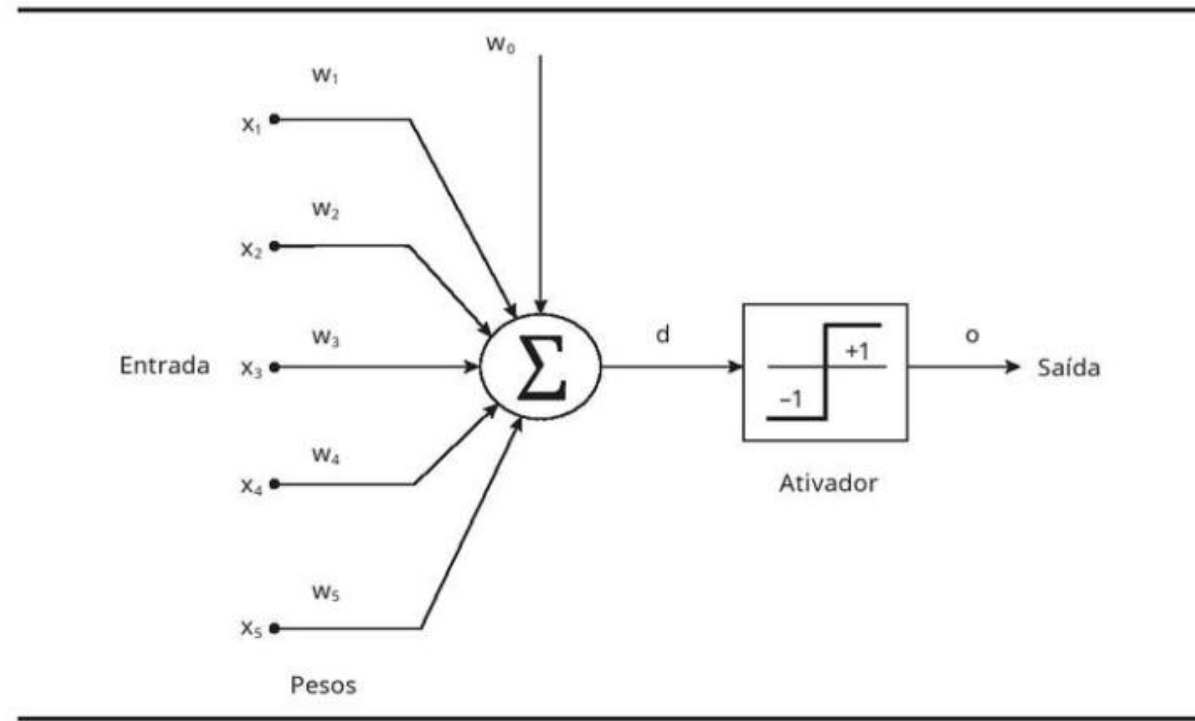 w₀
w₁
x₁
w₂
x₂
w₃
Entrada x₃
Σ
d
+1
−1
o
Saída
Ativador
w₄
x₄
w₅
x₅
Pesos